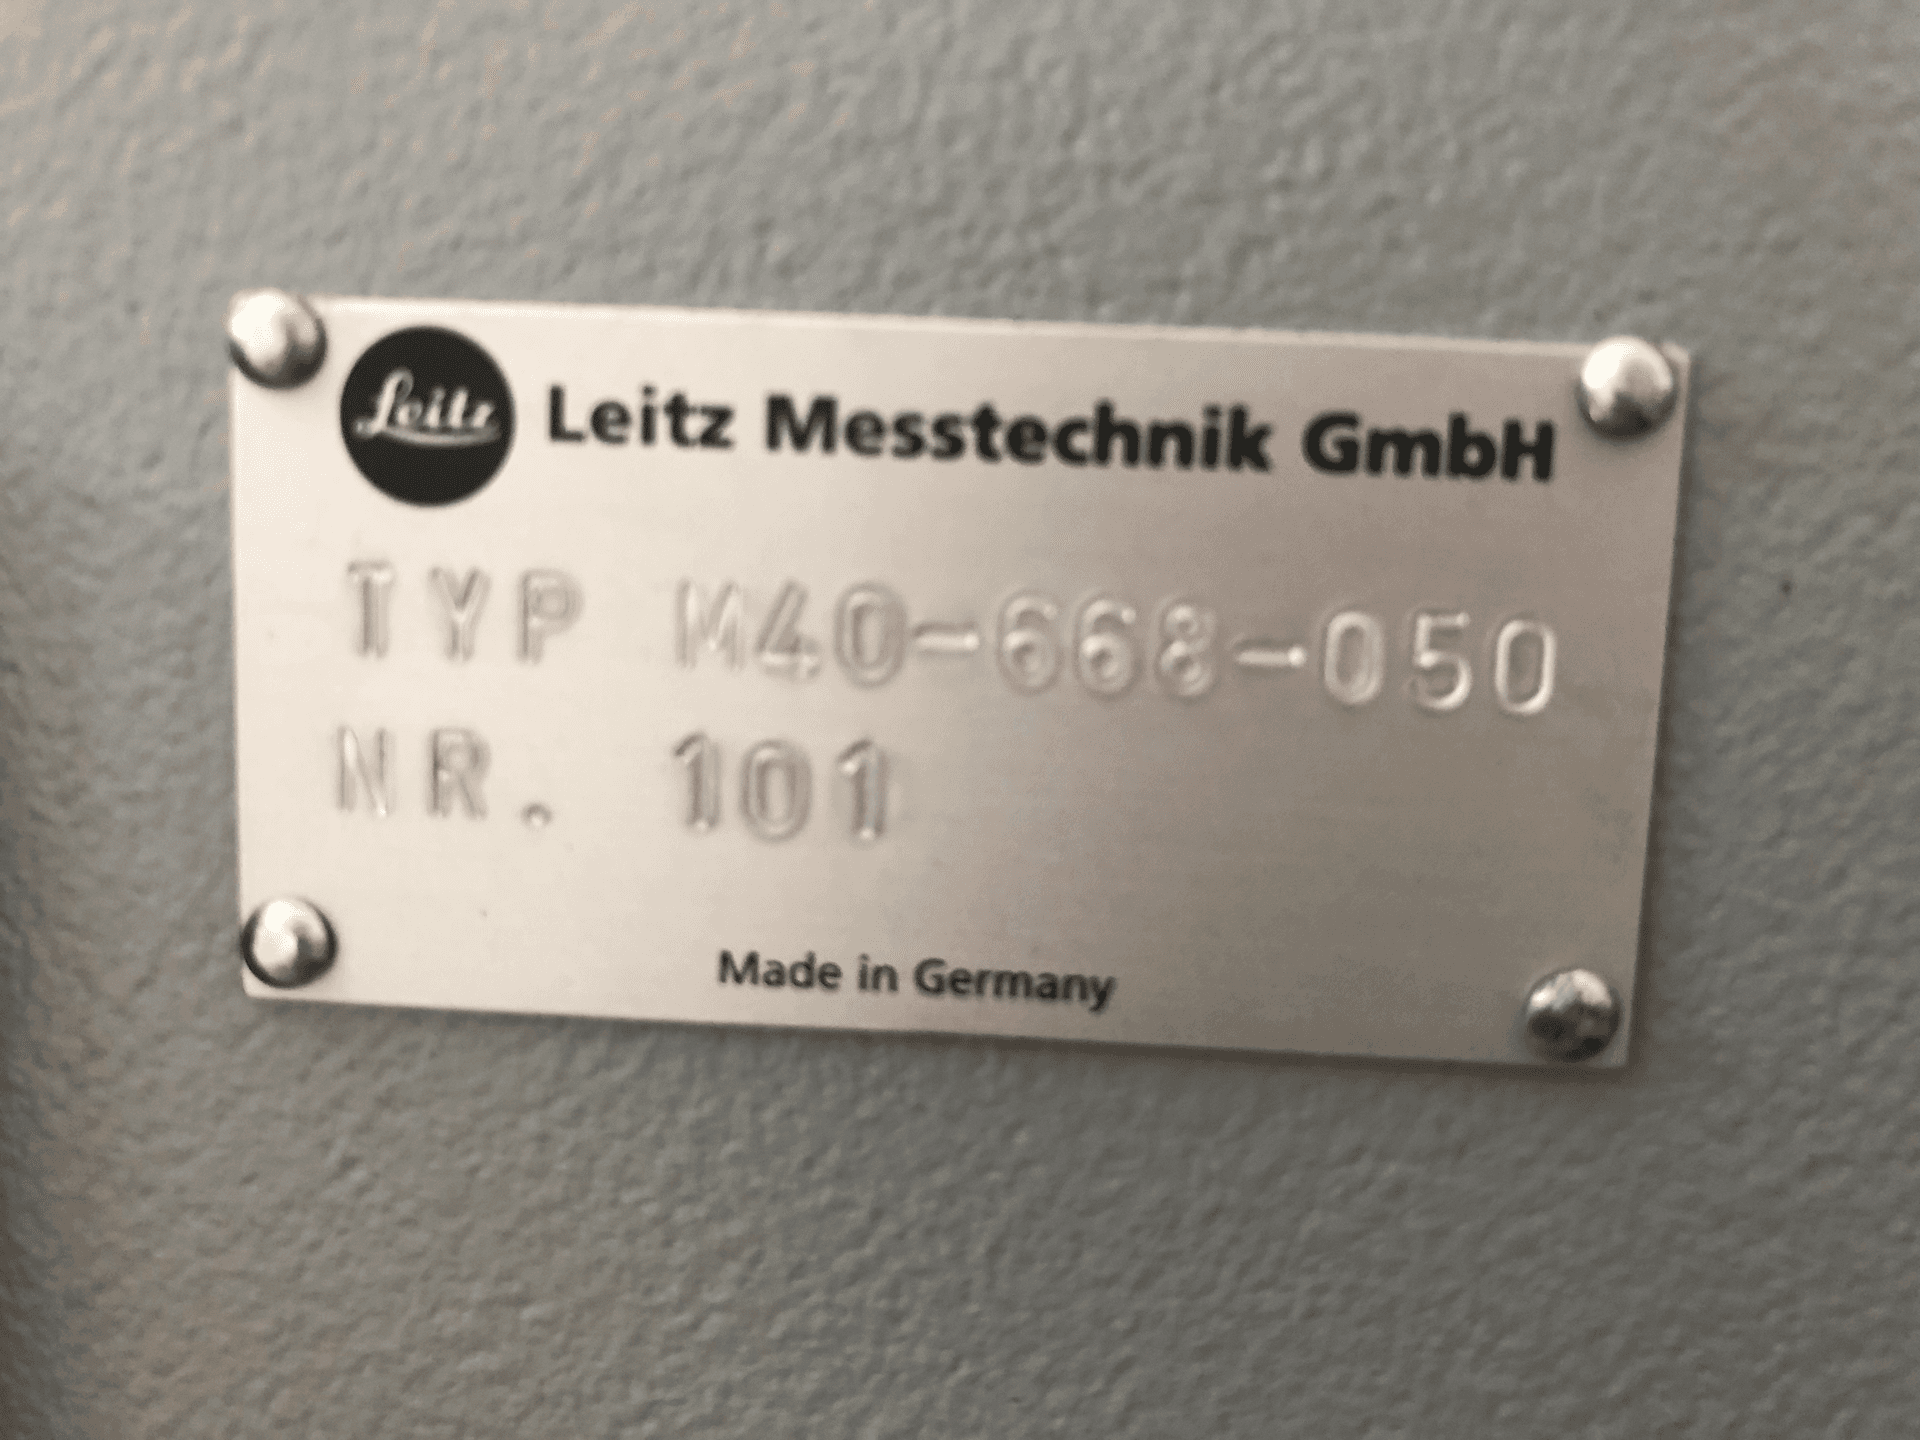 Leitz Leitz Messtechnik GmbH
TYP M40-668-050
NR. 101
Made in Germany